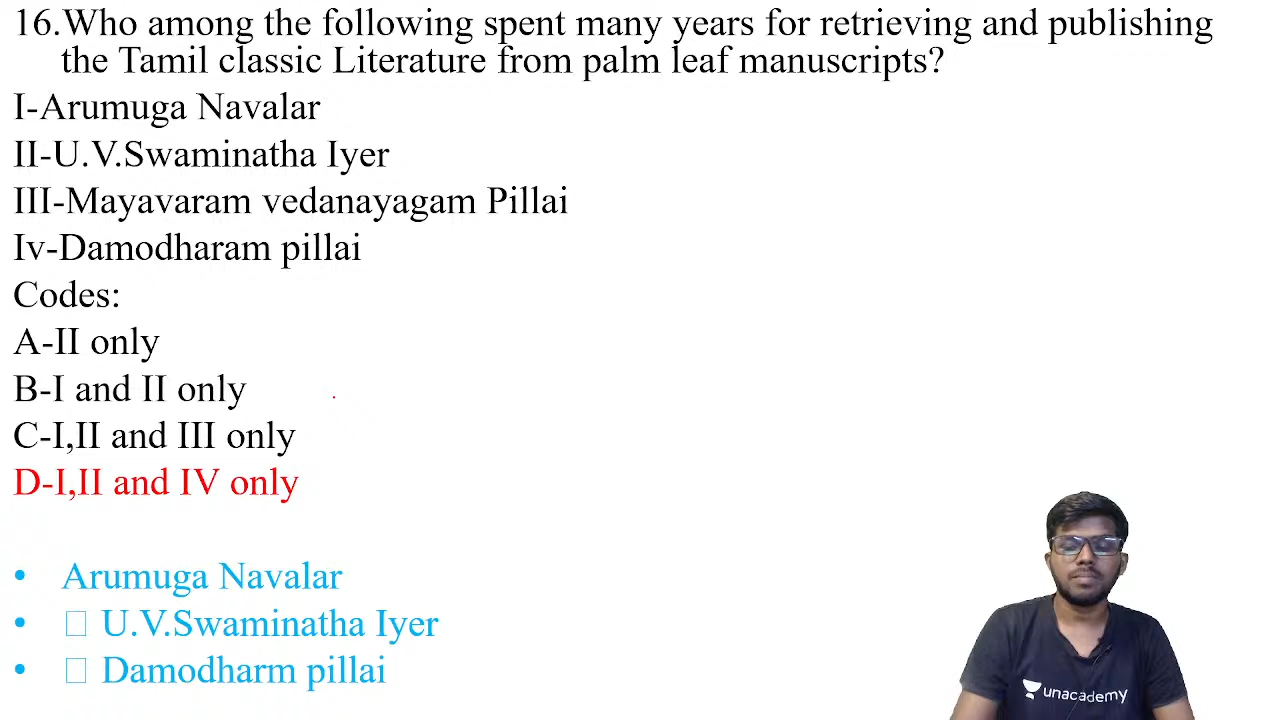 16.Who among the following spent many years for retrieving and publishing
the Tamil classic Literature from palm leaf manuscripts?
I-Arumuga Navalar
II-U.V.Swaminatha Iyer
III-Mayavaram vedanayagam Pillai
Iv-Damodharam pillai
Codes:
A-II only
B-I and II only
C-I,II and III only
D-I,II and IV only
• Arumuga Navalar
• □ U.V.Swaminatha Iyer
• □ Damodharm pillai
unacademy